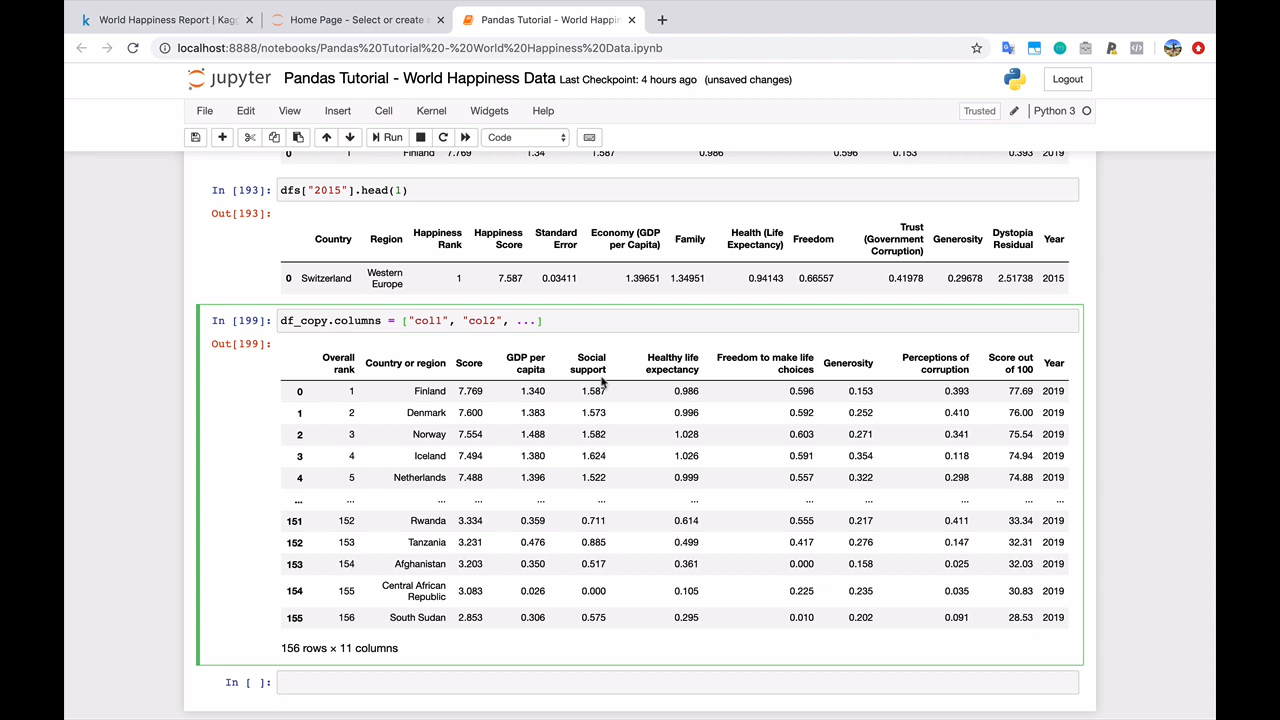 World Happiness Report | Kag
Home Page - Select or create a
Pandas Tutorial - World Happin
localhost:8888/notebooks/Pandas%20Tutorial%20-%20World%20Happiness%20Data.ipynb
jupyter Pandas Tutorial - World Happiness Data Last Checkpoint: 4 hours ago (unsaved changes) Logout
File Edit View Insert Cell Kernel Widgets Help Trusted Python 3
Run Code
0 1 Finland 7.769 1.34 1.587 0.986 0.596 0.153 0.393 2019
In [193]: dfs["2015"].head(1)
Out[193]:
Country Region Happiness Rank Happiness Score Standard Error Economy (GDP per Capita) Family Health (Life Expectancy) Freedom Trust (Government Corruption) Generosity Dystopia Residual Year
0 Switzerland Western Europe 1 7.587 0.03411 1.39651 1.34951 0.94143 0.66557 0.41978 0.29678 2.51738 2015
In [199]: df_copy.columns = ["col1", "col2", ...]
Out[199]:
Overall rank Country or region Score GDP per capita Social support Healthy life expectancy Freedom to make life choices Generosity Perceptions of corruption Score out of 100 Year
0 1 Finland 7.769 1.340 1.587 0.986 0.596 0.153 0.393 77.69 2019
1 2 Denmark 7.600 1.383 1.573 0.996 0.592 0.252 0.410 76.00 2019
2 3 Norway 7.554 1.488 1.582 1.028 0.603 0.271 0.341 75.54 2019
3 4 Iceland 7.494 1.380 1.624 1.026 0.591 0.354 0.118 74.94 2019
4 5 Netherlands 7.488 1.396 1.522 0.999 0.557 0.322 0.298 74.88 2019
... ... ... ... ... ... ... ... ... ... ... ...
151 152 Rwanda 3.334 0.359 0.711 0.614 0.555 0.217 0.411 33.34 2019
152 153 Tanzania 3.231 0.476 0.885 0.499 0.417 0.276 0.147 32.31 2019
153 154 Afghanistan 3.203 0.350 0.517 0.361 0.000 0.158 0.025 32.03 2019
154 155 Central African Republic 3.083 0.026 0.000 0.105 0.225 0.235 0.035 30.83 2019
155 156 South Sudan 2.853 0.306 0.575 0.295 0.010 0.202 0.091 28.53 2019
156 rows × 11 columns
In [ ]: